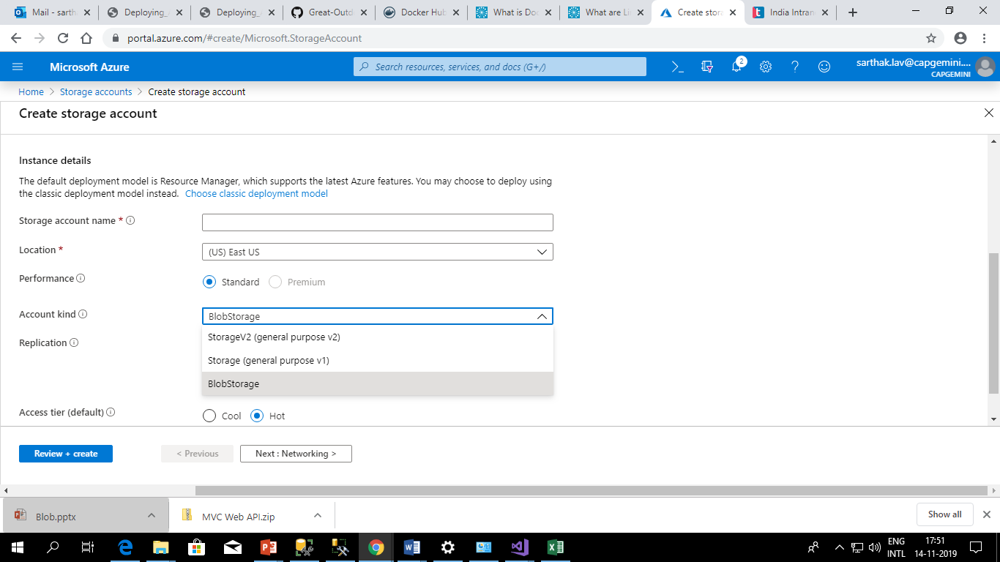 Mail - sarth
Deploying_
Deploying_
Great-Outd
Docker Hub
What is Doc
What are Li
Create stora
India Intran
portal.azure.com/#create/Microsoft.StorageAccount
Microsoft Azure
Search resources, services, and docs (G+/)
>_
2
?
sarthak.lav@capgemini....
CAPGEMINI
Home > Storage accounts > Create storage account
Create storage account
Instance details
The default deployment model is Resource Manager, which supports the latest Azure features. You may choose to deploy using
the classic deployment model instead. Choose classic deployment model
Storage account name *
Location *
(US) East US
Performance
Standard
Premium
Account kind
BlobStorage
StorageV2 (general purpose v2)
Replication
Storage (general purpose v1)
BlobStorage
Access tier (default)
Cool
Hot
Review + create
< Previous
Next : Networking >
Blob.pptx
MVC Web API.zip
Show all
ENG
INTL
17:51
14-11-2019